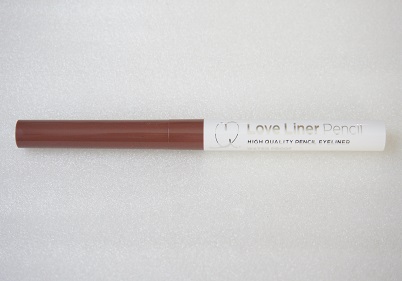 Love Liner Pencil
HIGH QUALITY PENCIL EYELINER